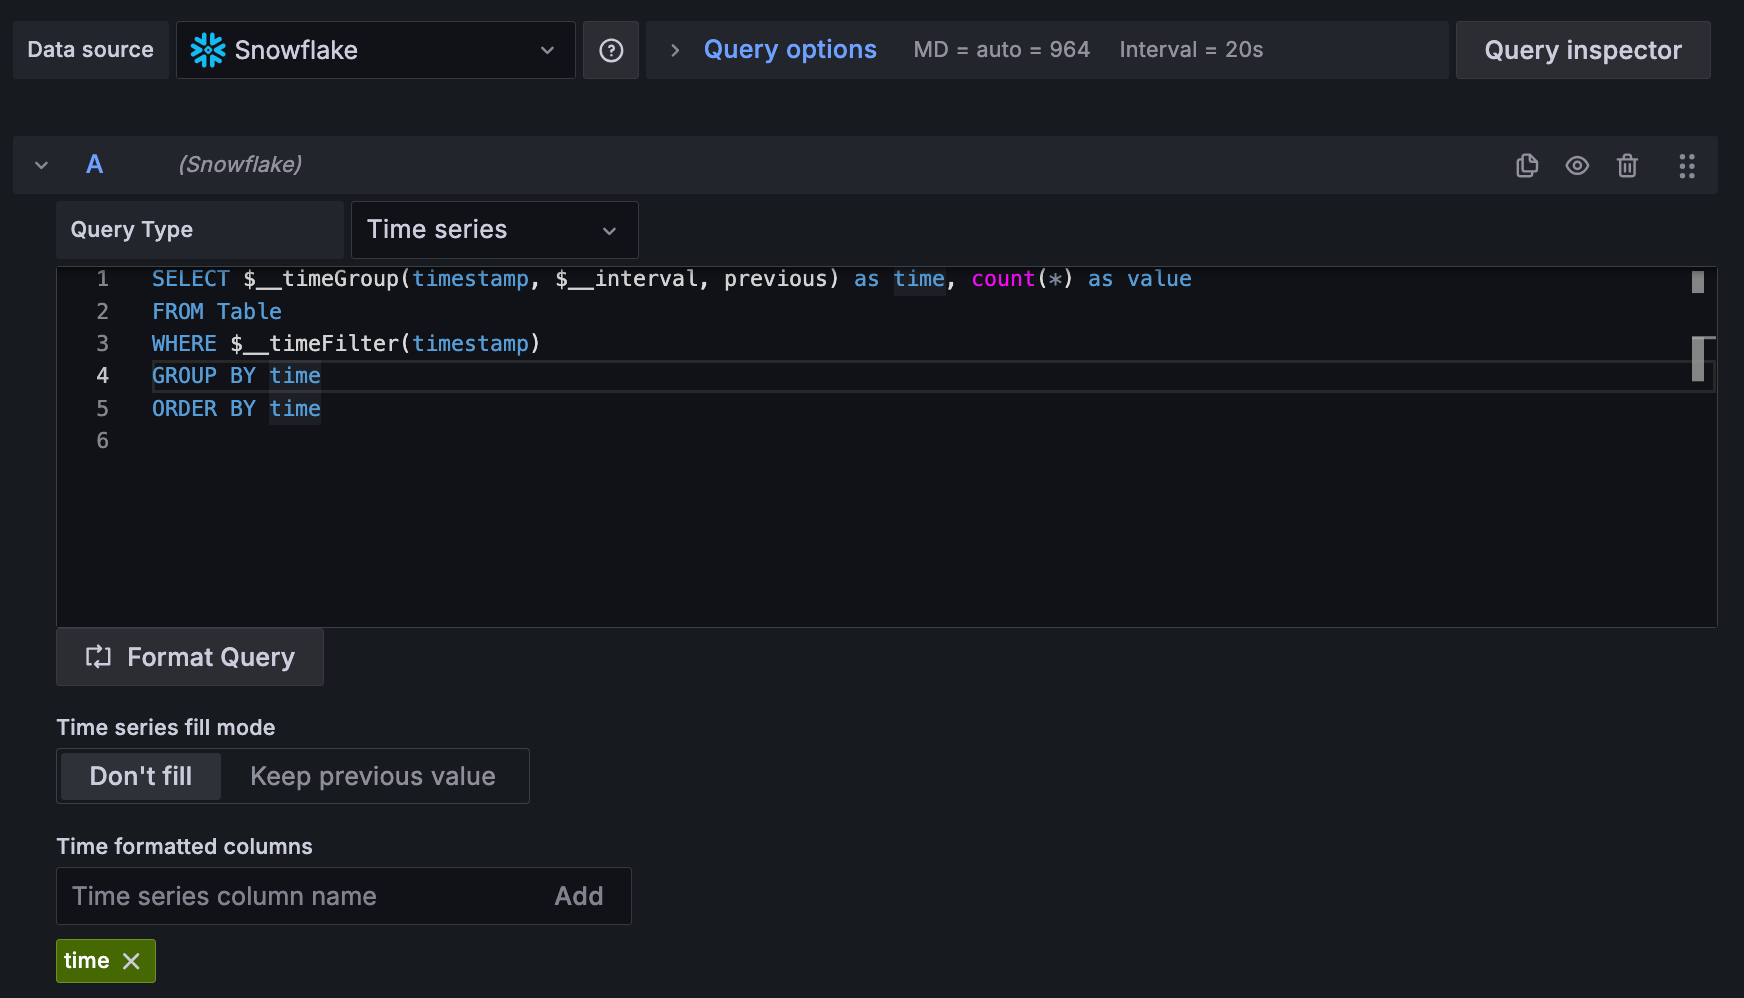 Data source Snowflake Query options MD = auto = 964 Interval = 20s Query inspector
A (Snowflake)
Query Type Time series
1 SELECT $__timeGroup(timestamp, $__interval, previous) as time, count(*) as value
2 FROM Table
3 WHERE $__timeFilter(timestamp)
4 GROUP BY time
5 ORDER BY time
6
Format Query
Time series fill mode
Don't fill Keep previous value
Time formatted columns
Time series column name Add
time